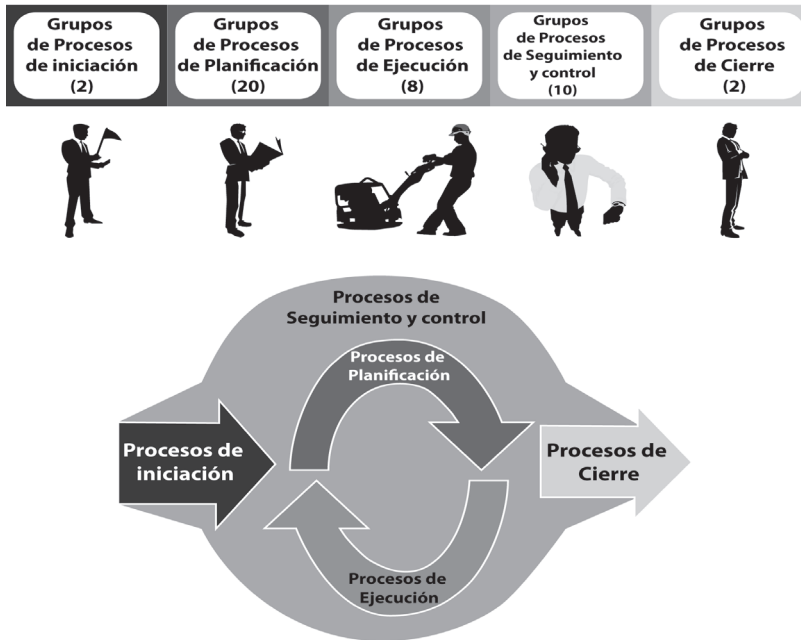 Grupos
de Procesos
de iniciación
(2)
Grupos
de Procesos
de Planificación
(20)
Grupos
de Procesos
de Ejecución
(8)
Grupos
de Procesos
de Seguimiento
y control
(10)
Grupos
de Procesos
de Cierre
(2)
Procesos de
Seguimiento y control
Procesos de
Planificación
Procesos de
iniciación
Procesos de
Cierre
Procesos de
Ejecución